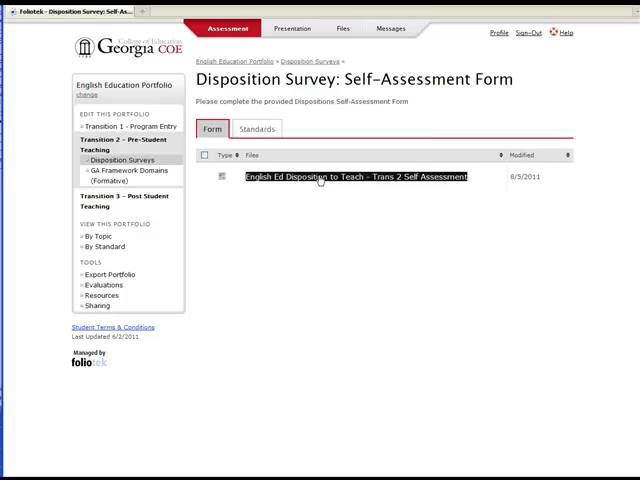 Foliotek - Disposition Survey: Self-As...
Assessment
Presentation
Files
Messages
Profile
Sign-Out
Help
College of Education
Georgia COE
English Education Portfolio » Disposition Surveys »
Disposition Survey: Self-Assessment Form
Please complete the provided Dispositions Self-Assessment Form
English Education Portfolio
change
EDIT THIS PORTFOLIO
Transition 1 - Program Entry
Transition 2 - Pre-Student
Teaching
Disposition Surveys
GA Framework Domains
(Formative)
Transition 3 - Post Student
Teaching
VIEW THIS PORTFOLIO
By Topic
By Standard
TOOLS
Export Portfolio
Evaluations
Resources
Sharing
Form
Standards
Type
Files
Modified
English Ed Disposition to Teach - Trans 2 Self Assessment
8/5/2011
Student Terms & Conditions
Last Updated 6/2/2011
Managed by
foliotek